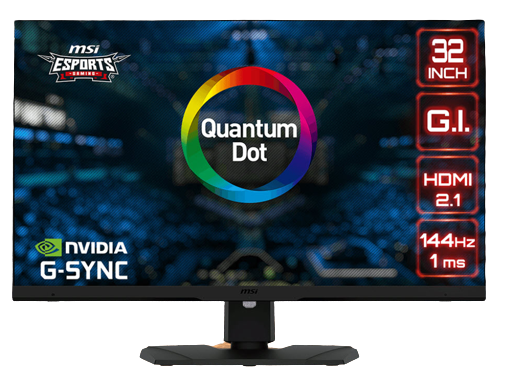 msi
ESPORTS
GAMING
Quantum
Dot
NVIDIA
G-SYNC
32
INCH
G.I.
HDMI
2.1
144Hz
1 ms
msi